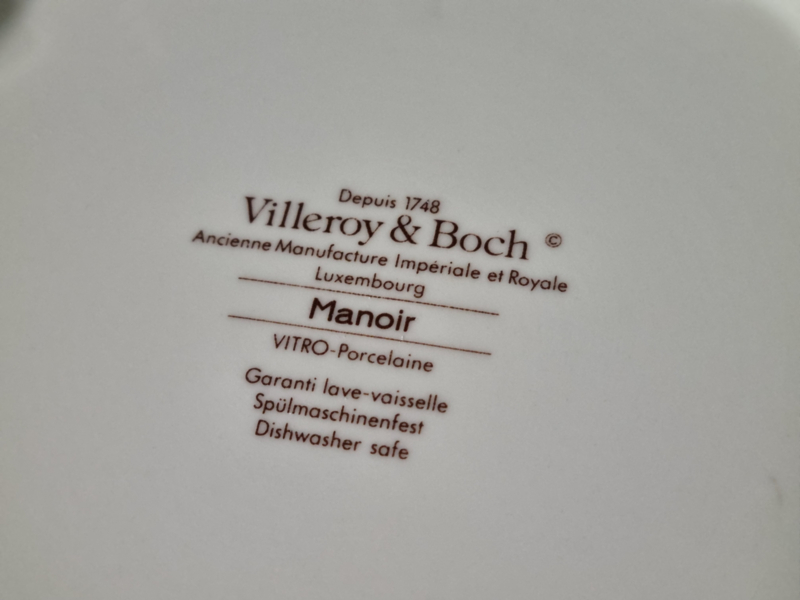 Depuis 1748
Villeroy & Boch ©
Ancienne Manufacture Impériale et Royale
Luxembourg
Manoir
VITRO-Porcelaine
Garanti lave-vaisselle
Spülmaschinenfest
Dishwasher safe